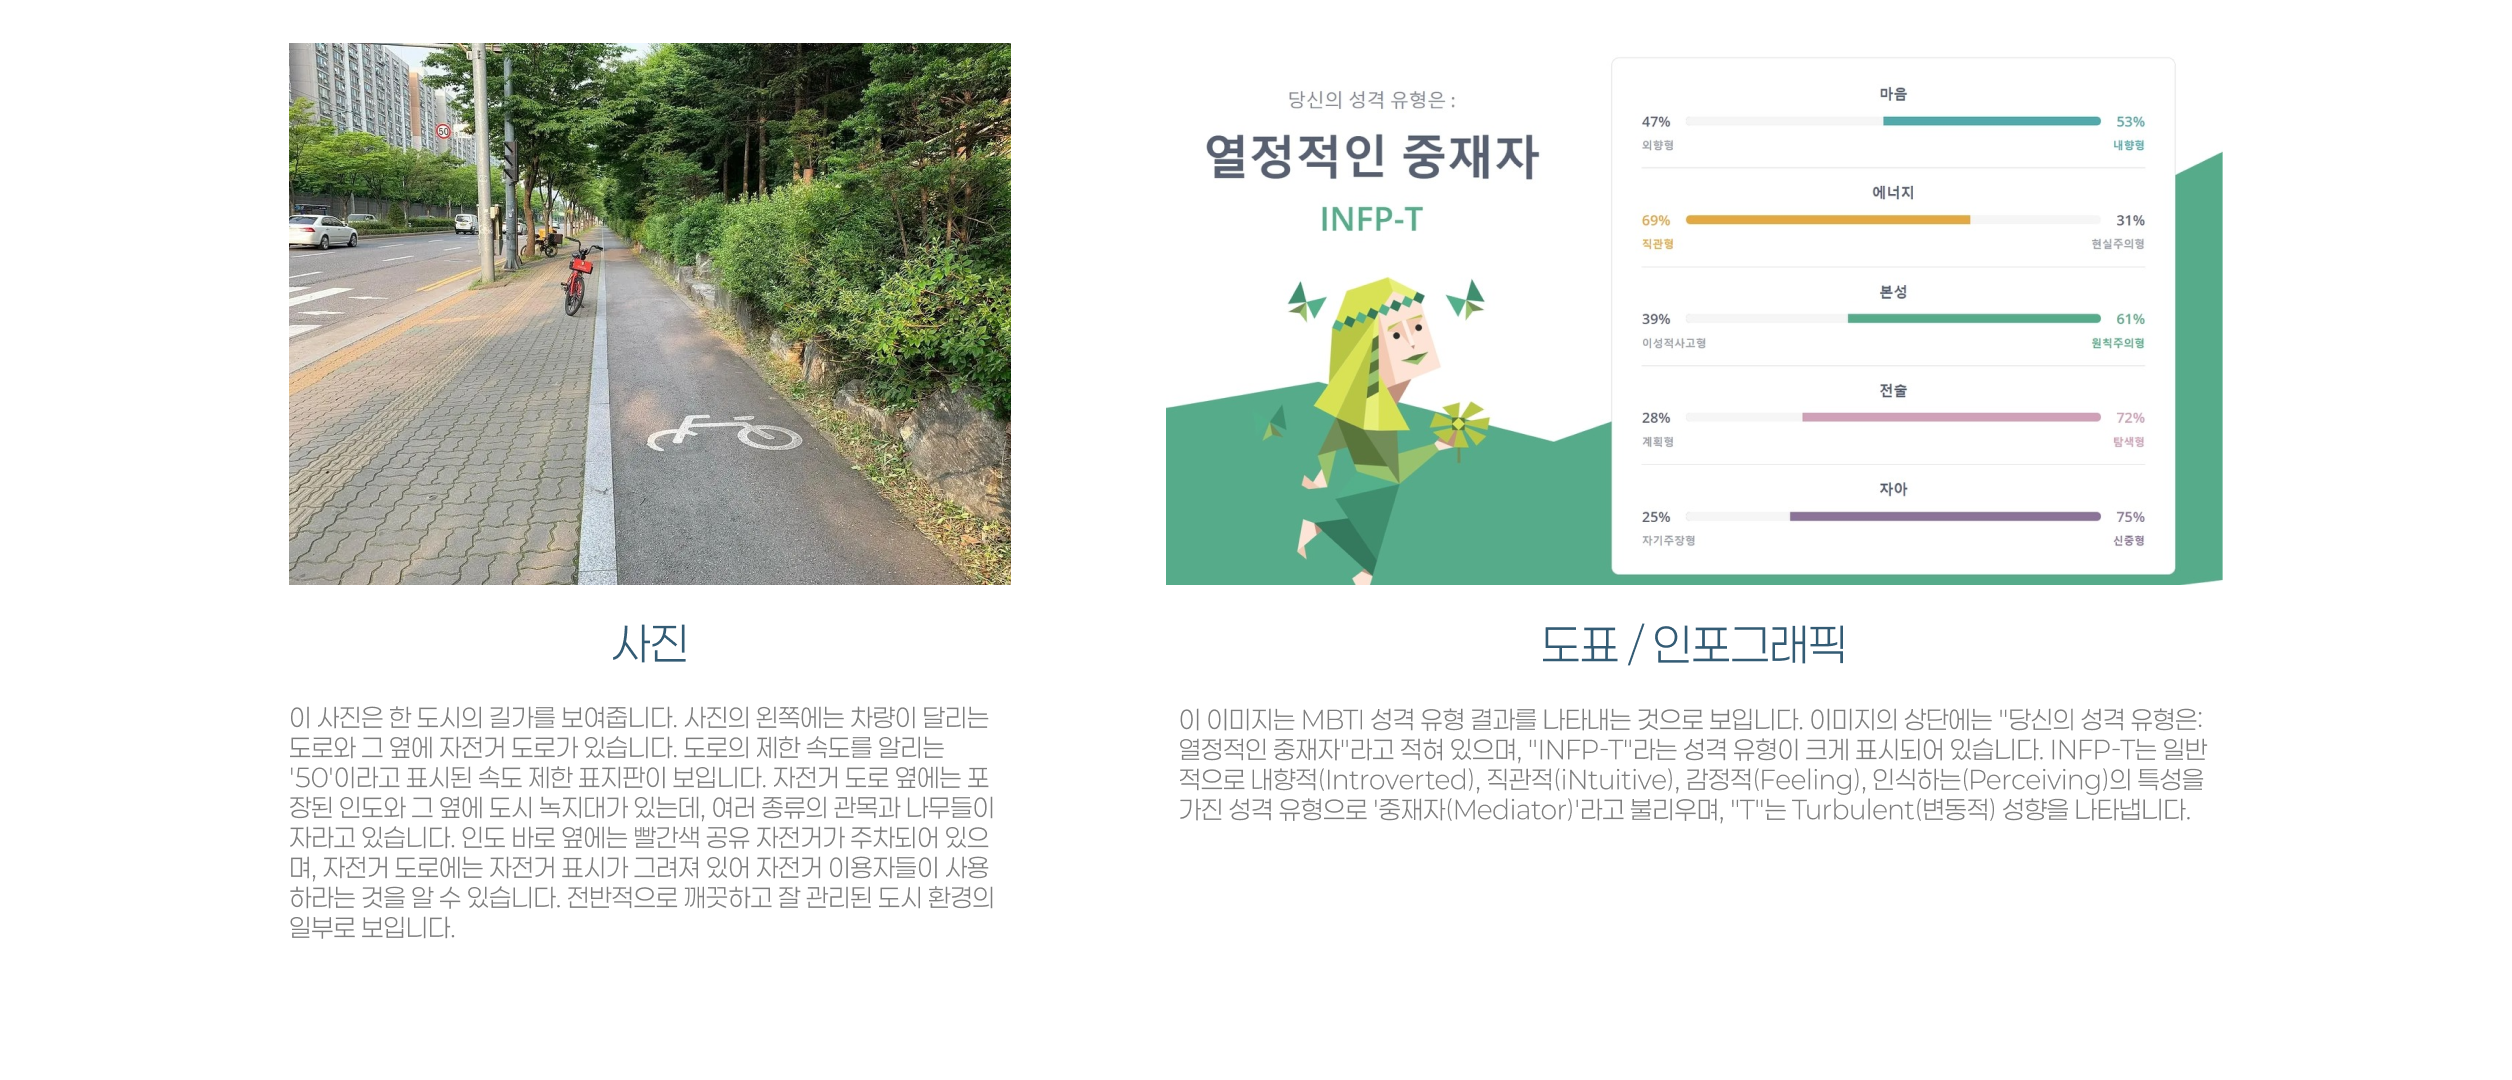 50
당신의 성격 유형은 :
열정적인 중재자
INFP-T
마음
47% 53%
외향형 내향형
에너지
69% 31%
직관형 현실주의형
본성
39% 61%
이성적사고형 원칙주의형
전술
28% 72%
계획형 탐색형
자아
25% 75%
자기주장형 신중형
사진
이 사진은 한 도시의 길가를 보여줍니다. 사진의 왼쪽에는 차량이 달리는
도로와 그 옆에 자전거 도로가 있습니다. 도로의 제한 속도를 알리는
'50'이라고 표시된 속도 제한 표지판이 보입니다. 자전거 도로 옆에는 포
장된 인도와 그 옆에 도시 녹지대가 있는데, 여러 종류의 관목과 나무들이
자라고 있습니다. 인도 바로 옆에는 빨간색 공유 자전거가 주차되어 있으
며, 자전거 도로에는 자전거 표시가 그려져 있어 자전거 이용자들이 사용
하라는 것을 알 수 있습니다. 전반적으로 깨끗하고 잘 관리된 도시 환경의
일부로 보입니다.
도표 / 인포그래픽
이 이미지는 MBTI 성격 유형 결과를 나타내는 것으로 보입니다. 이미지의 상단에는 "당신의 성격 유형은:
열정적인 중재자"라고 적혀 있으며, "INFP-T"라는 성격 유형이 크게 표시되어 있습니다. INFP-T는 일반
적으로 내향적(Introverted), 직관적(iNtuitive), 감정적(Feeling), 인식하는(Perceiving)의 특성을
가진 성격 유형으로 '중재자(Mediator)'라고 불리우며, "T"는 Turbulent(변동적) 성향을 나타냅니다.